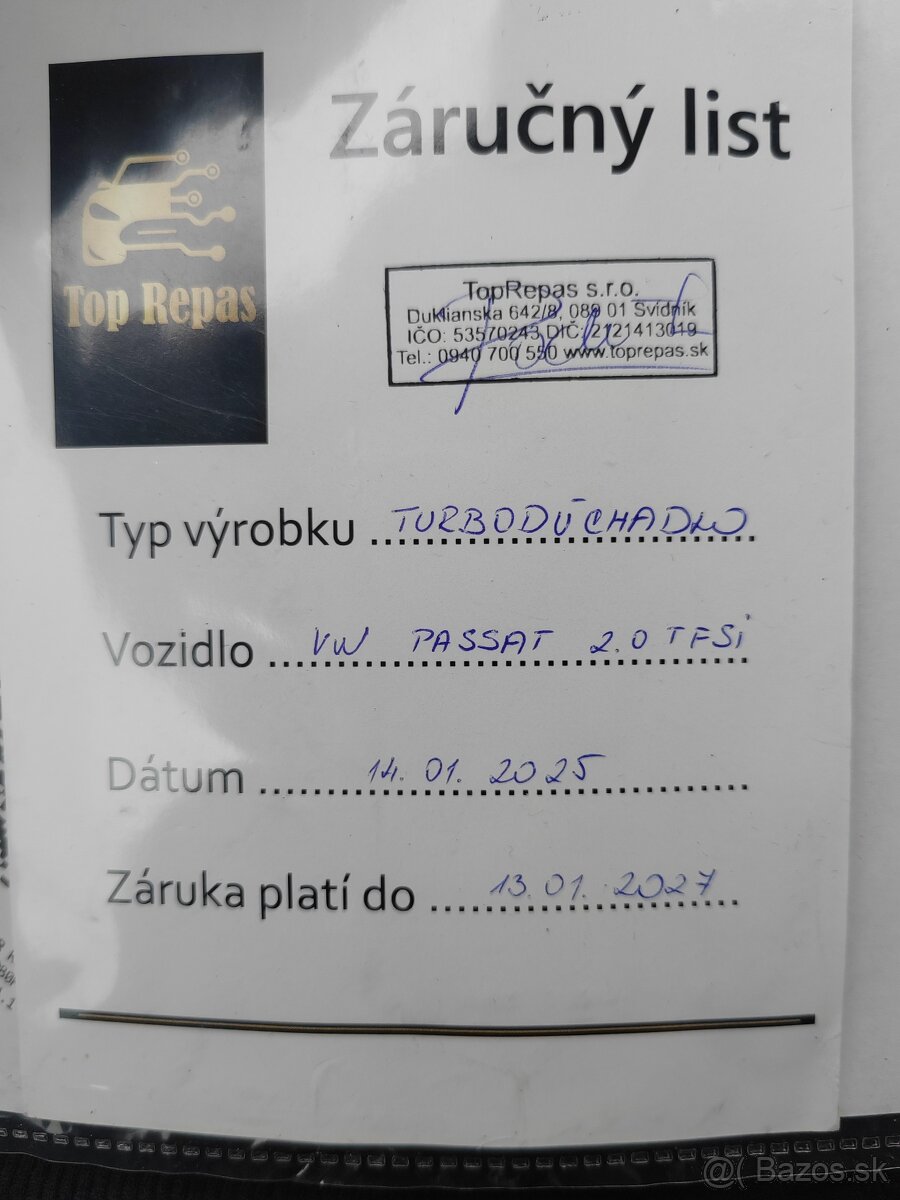 Záručný list
Top Repas
TopRepas s.r.o.
Duklianska 642/8, 089 01 Svidník
IČO: 53570243 DIČ: 2121413019
Tel.: 0940 700 550 www.toprepas.sk
Typ výrobku TURBODÚCHADLO
Vozidlo VW PASSAT 2.0 TFSi
Dátum 14. 01. 2025
Záruka platí do 13. 01. 2027
@( Bazos.sk